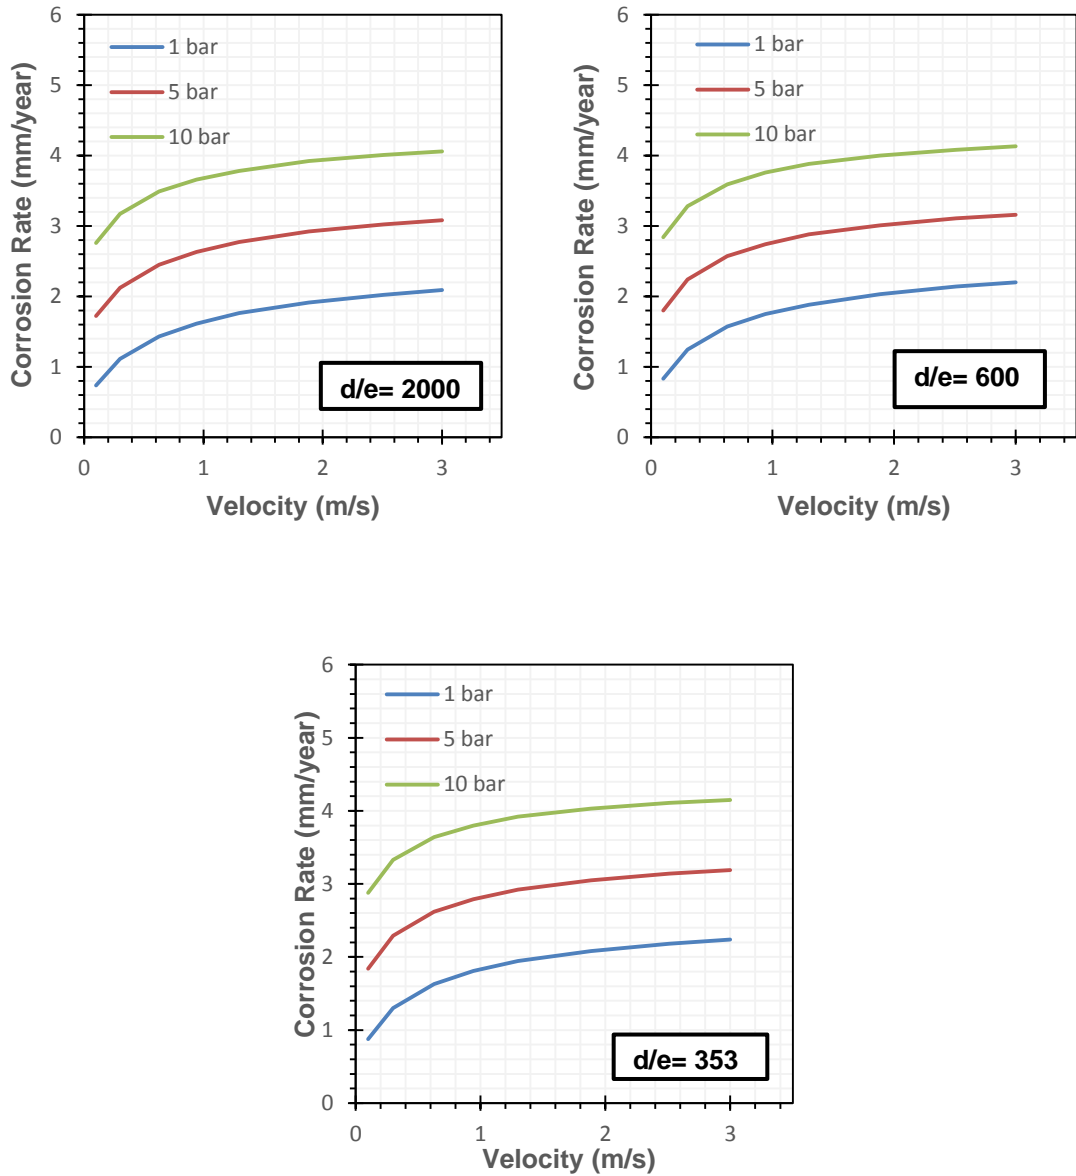 6
5
4
3
2
1
0
Corrosion Rate (mm/year)
1 bar
5 bar
10 bar
d/e= 2000
0 1 2 3
Velocity (m/s)
6
5
4
3
2
1
0
Corrosion Rate (mm/year)
1 bar
5 bar
10 bar
d/e= 600
0 1 2 3
Velocity (m/s)
6
5
4
3
2
1
0
Corrosion Rate (mm/year)
1 bar
5 bar
10 bar
d/e= 353
0 1 2 3
Velocity (m/s)